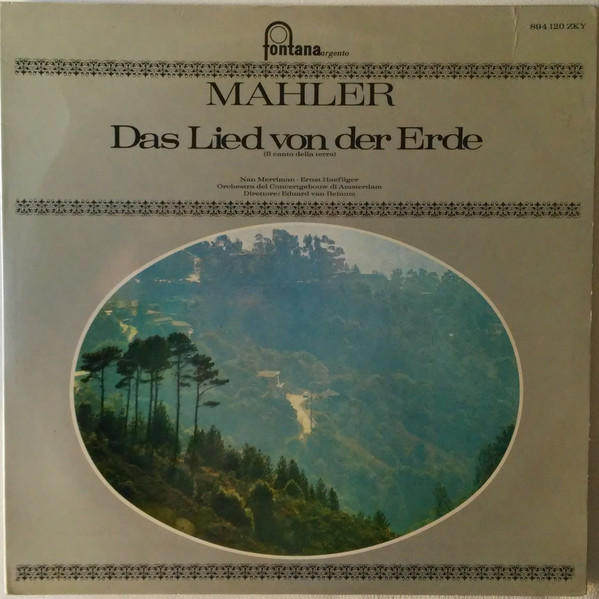 fontana argento
894 120 ZKY
MAHLER
Das Lied von der Erde
(Il canto della terra)
Nan Merriman - Ernst Haefliger
Orchestra del Concertgebouw di Amsterdam
Direttore: Eduard van Beinum